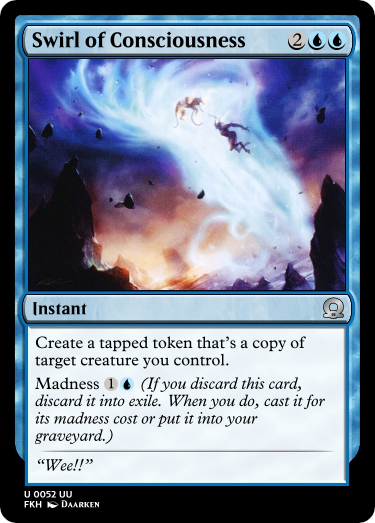 Swirl of Consciousness 2
Instant
Create a tapped token that's a copy of
target creature you control.
Madness 1 (If you discard this card,
discard it into exile. When you do, cast it for
its madness cost or put it into your
graveyard.)
“Wee!!”
U 0052 UU
FKH Daarken